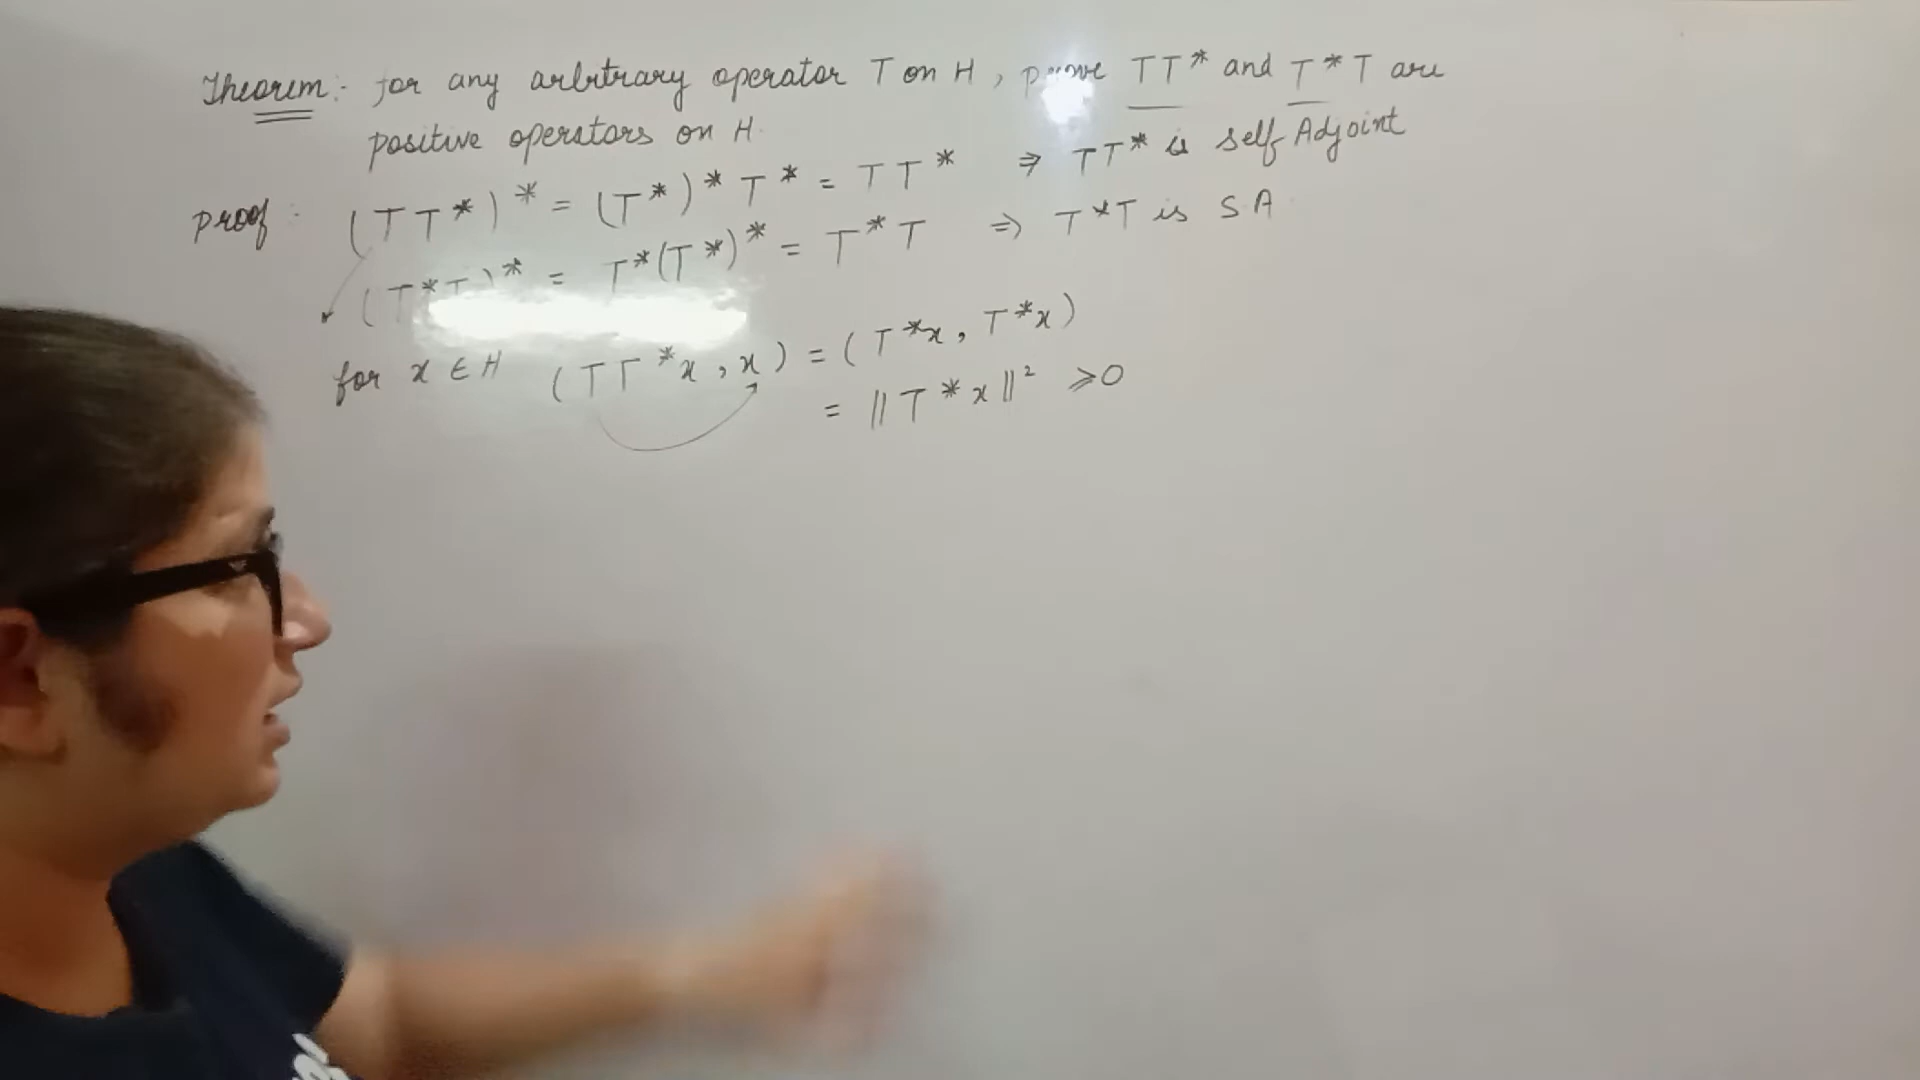 Theorem:- for any arbitrary operator T on H, prove TT* and T*T are
positive operators on H.
proof:- (TT*)* = (T*)*T* = TT* ⇒ TT* is self Adjoint
(T*T)* = T*(T*)* = T*T ⇒ T*T is SA
for x ∈ H (TT*x, x) = (T*x, T*x)
= ||T*x||² ≥0